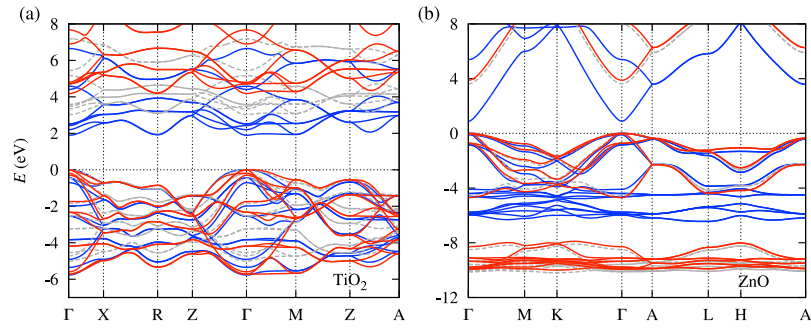 (a)
(b)
E (eV)
8
6
4
2
0
-2
-4
-6
TiO2
Γ X R Z Γ M Z A
8
4
0
-4
-8
-12
ZnO
Γ M K Γ A L H A